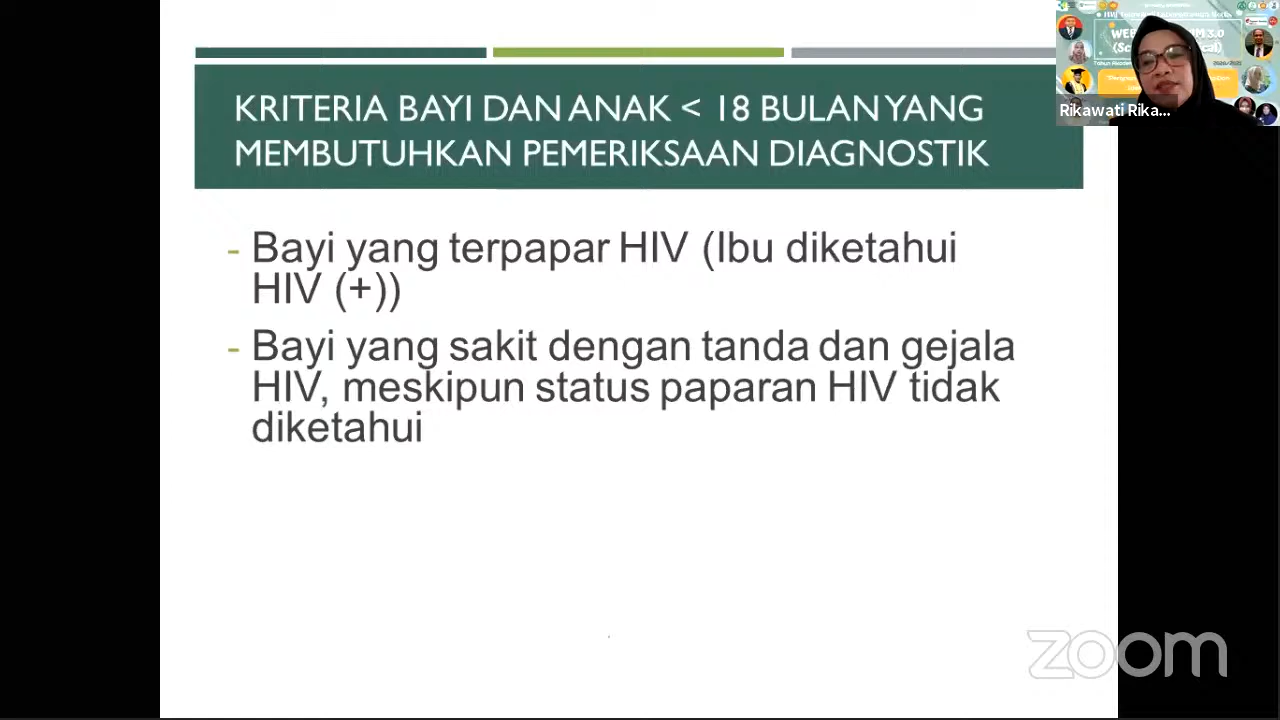 KRITERIA BAYI DAN ANAK < 18 BULAN YANG
MEMBUTUHKAN PEMERIKSAAN DIAGNOSTIK
- Bayi yang terpapar HIV (Ibu diketahui
HIV (+))
- Bayi yang sakit dengan tanda dan gejala
HIV, meskipun status paparan HIV tidak
diketahui
Rikawati Rika...
zoom